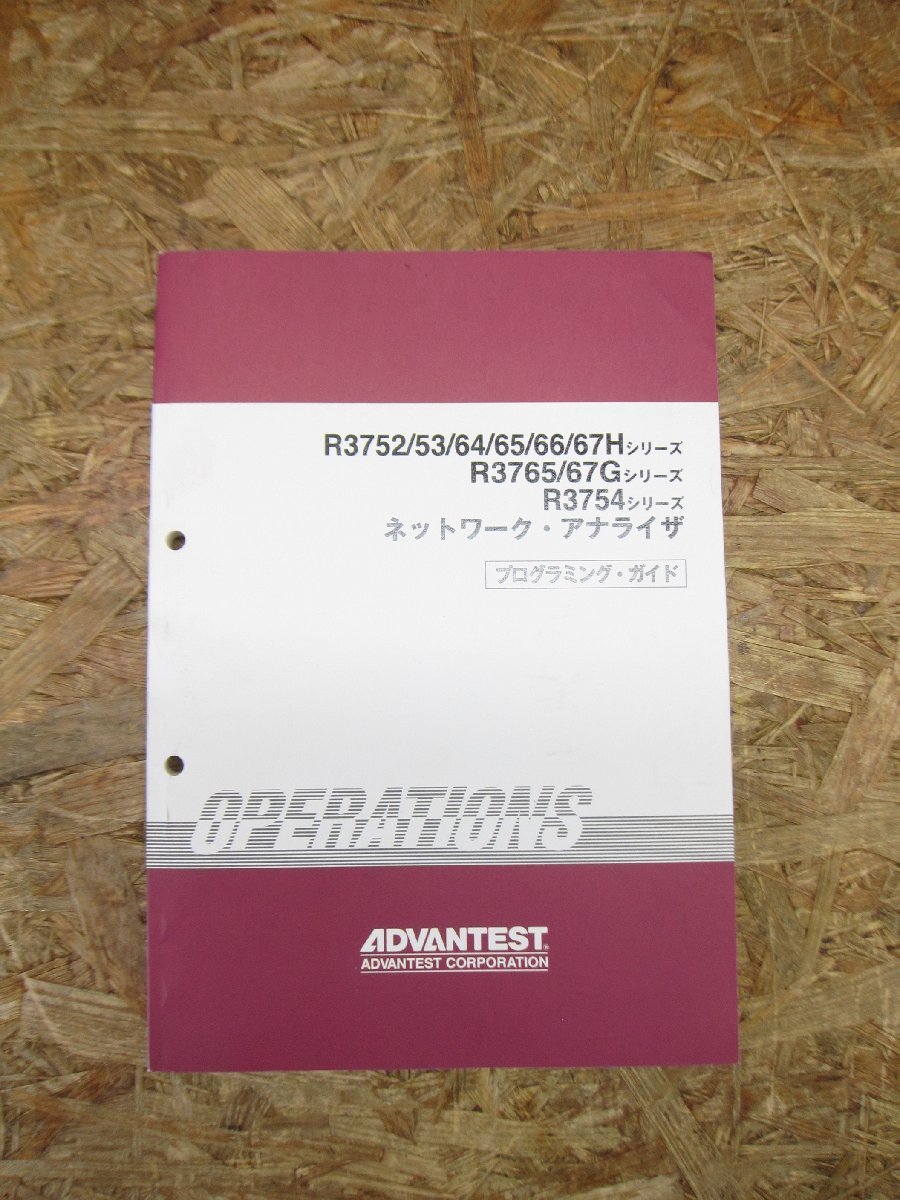 R3752/53/64/65/66/67Hシリーズ
R3765/67Gシリーズ
R3754シリーズ
ネットワーク・アナライザ
プログラミング・ガイド
OPERATIONS
ADVANTEST®
ADVANTEST CORPORATION